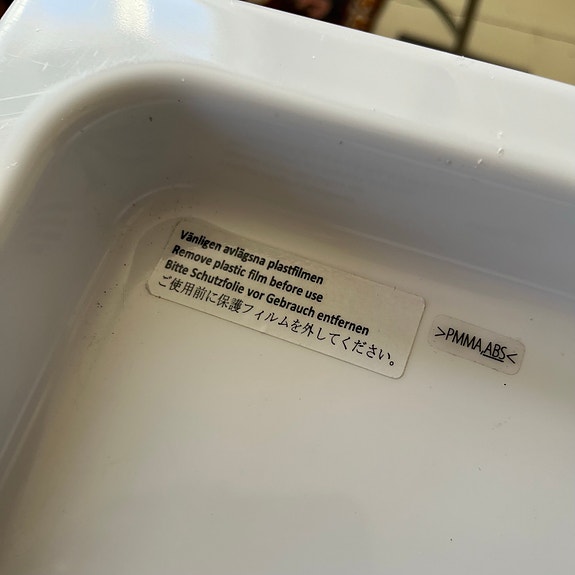 Vänligen avlägsna plastfilmen
Remove plastic film before use
Bitte Schutzfolie vor Gebrauch entfernen
ご使用前に保護フィルムを外してください。
>PMMA,ABS<